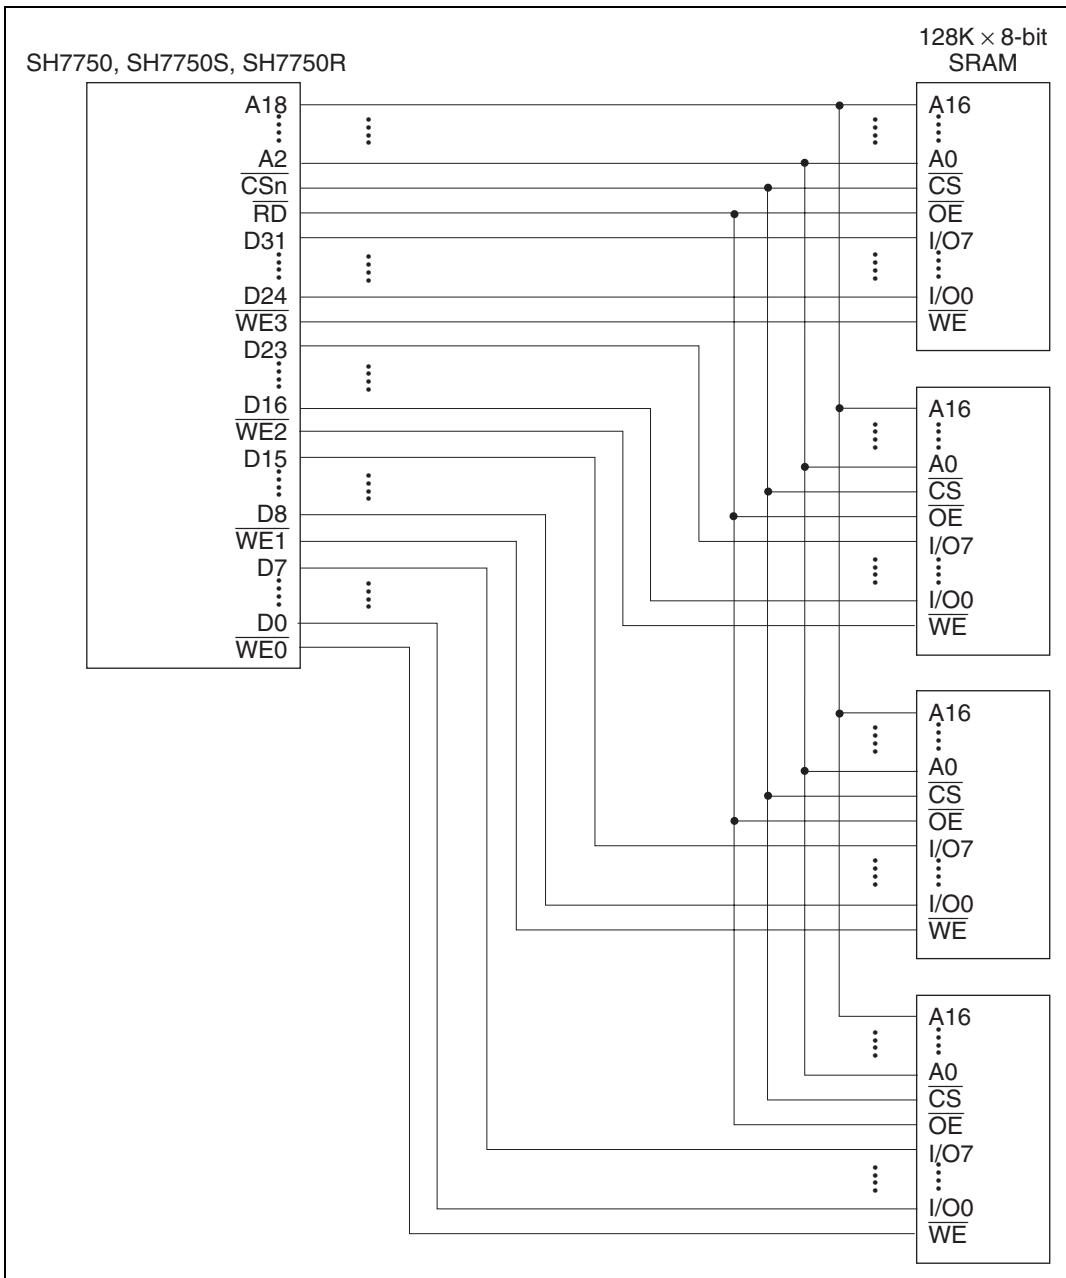 SH7750, SH7750S, SH7750R
A18
A2
CSn
RD
D31
D24
WE3
D23
D16
WE2
D15
D8
WE1
D7
D0
WE0
128K × 8-bit
SRAM
A16
A0
CS
OE
I/O7
I/O0
WE
A16
A0
CS
OE
I/O7
I/O0
WE
A16
A0
CS
OE
I/O7
I/O0
WE
A16
A0
CS
OE
I/O7
I/O0
WE